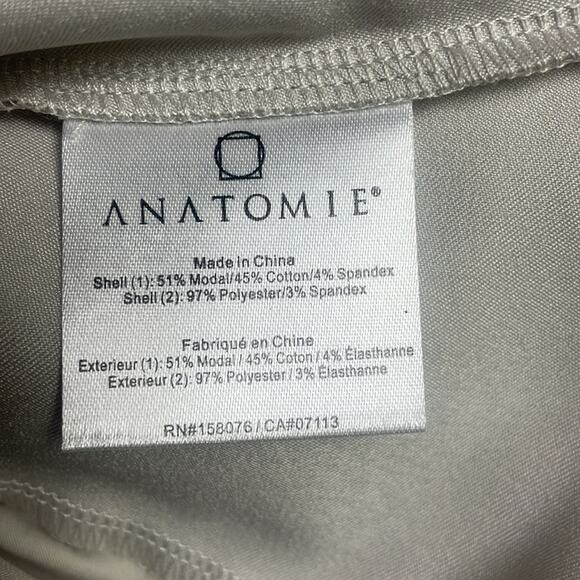 ANATOMIE®
Made in China
Shell (1): 51% Modal/45% Cotton/4% Spandex
Shell (2): 97% Polyester/3% Spandex
Fabriqué en Chine
Exterieur (1): 51% Modal / 45% Coton / 4% Élasthanne
Exterieur (2): 97% Polyester / 3% Élasthanne
RN#158076 / CA#07113